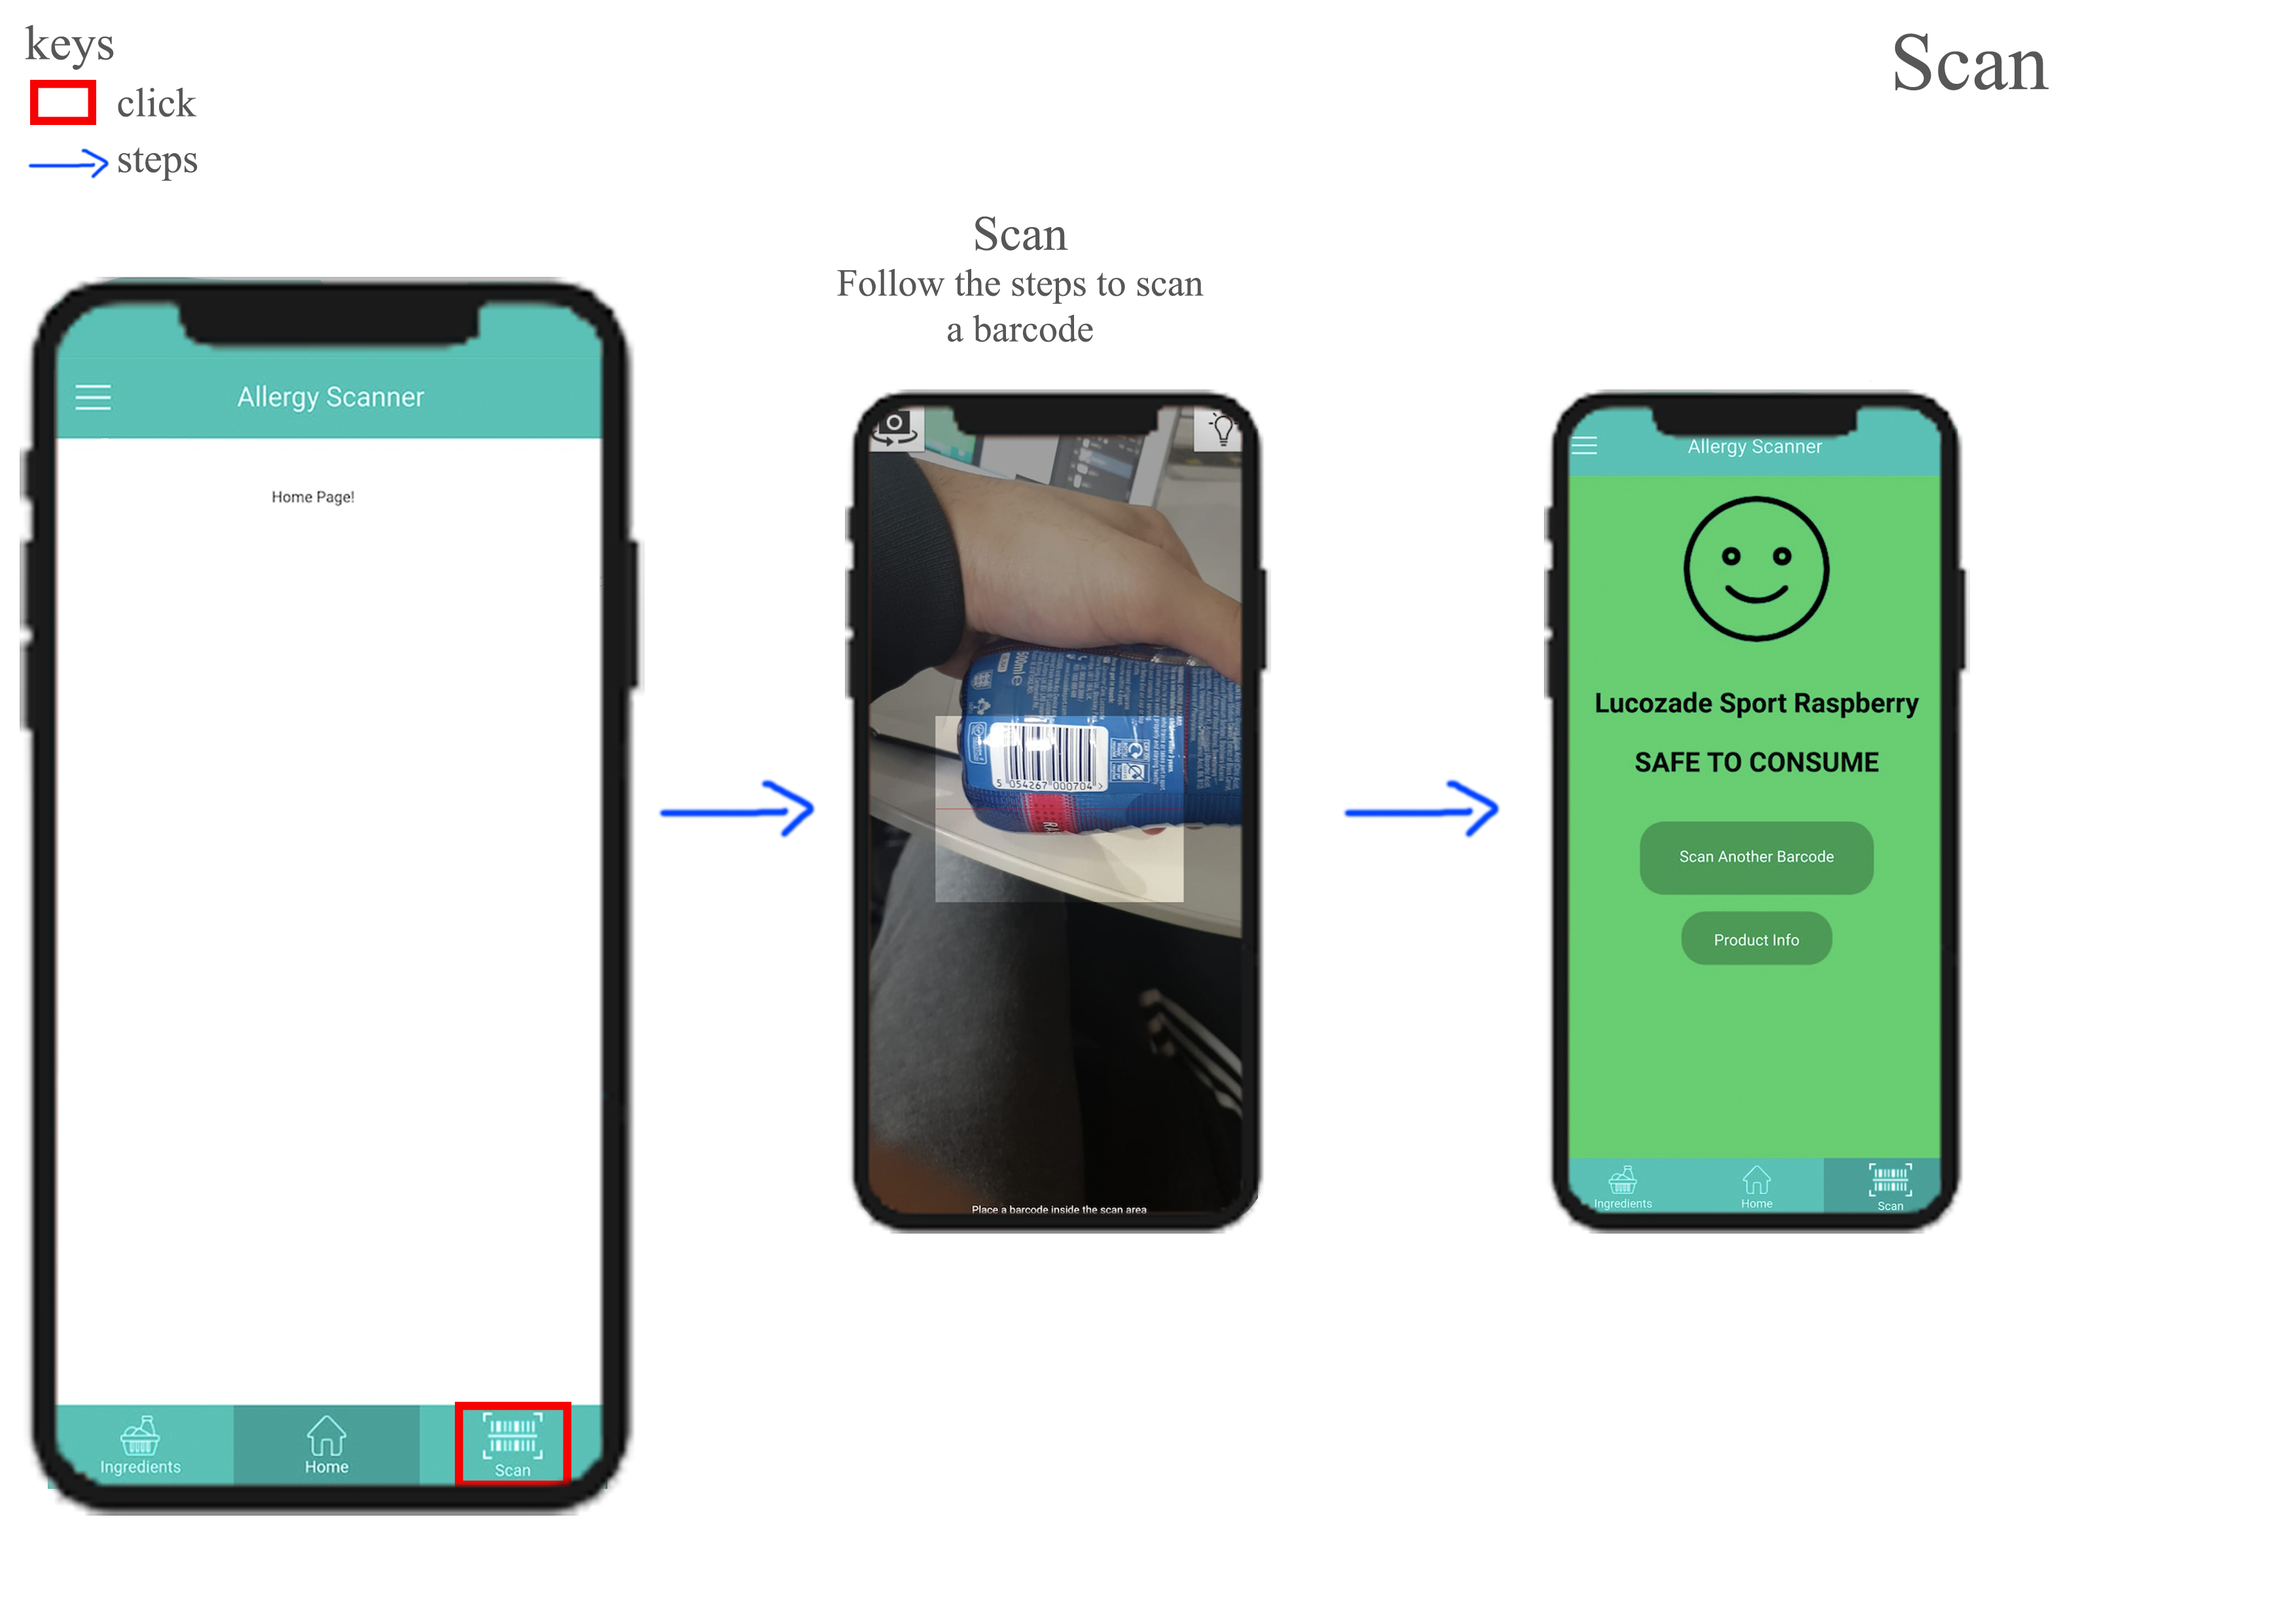 keys
click
steps
Scan
Scan
Follow the steps to scan
a barcode
Allergy Scanner
Home Page!
Ingredients
Home
Scan
500mle
5 054267 000704 >
Place a barcode inside the scan area
Allergy Scanner
Lucozade Sport Raspberry
SAFE TO CONSUME
Scan Another Barcode
Product Info
Ingredients
Home
Scan